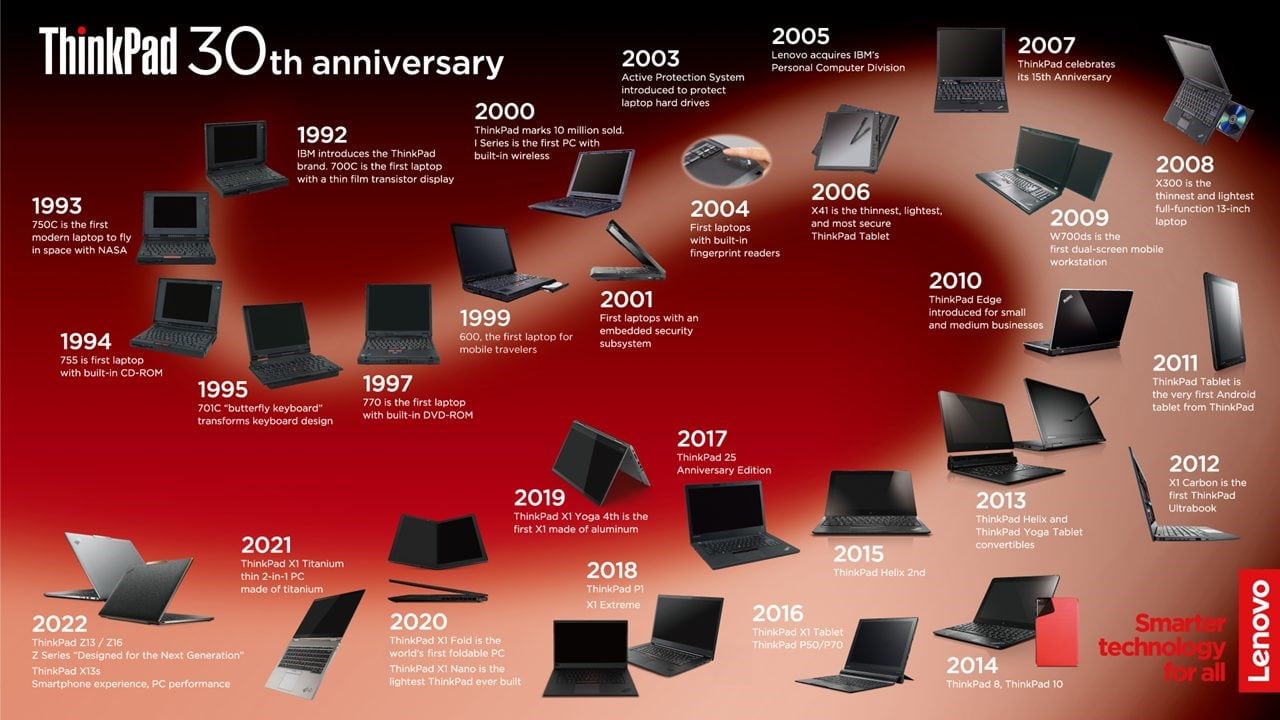 ThinkPad 30th anniversary
1992
IBM introduces the ThinkPad
brand. 700C is the first laptop
with a thin film transistor display
1993
750C is the first
modern laptop to fly
in space with NASA
1994
755 is first laptop
with built-in CD-ROM
1995
701C “butterfly keyboard”
transforms keyboard design
1997
770 is the first laptop
with built-in DVD-ROM
1999
600, the first laptop for
mobile travelers
2000
ThinkPad marks 10 million sold.
I Series is the first PC with
built-in wireless
2001
First laptops with an
embedded security
subsystem
2003
Active Protection System
introduced to protect
laptop hard drives
2004
First laptops
with built-in
fingerprint readers
2005
Lenovo acquires IBM’s
Personal Computer Division
2006
X41 is the thinnest, lightest,
and most secure
ThinkPad Tablet
2007
ThinkPad celebrates
its 15th Anniversary
2008
X300 is the
thinnest and lightest
full-function 13-inch
laptop
2009
W700ds is the
first dual-screen mobile
workstation
2010
ThinkPad Edge
introduced for small
and medium businesses
2011
ThinkPad Tablet is
the very first Android
tablet from ThinkPad
2012
X1 Carbon is the
first ThinkPad
Ultrabook
2013
ThinkPad Helix and
ThinkPad Yoga Tablet
convertibles
2014
ThinkPad 8, ThinkPad 10
2015
ThinkPad Helix 2nd
2016
ThinkPad X1 Tablet
ThinkPad P50/P70
2017
ThinkPad 25
Anniversary Edition
2018
ThinkPad P1
X1 Extreme
2019
ThinkPad X1 Yoga 4th is the
first X1 made of aluminum
2020
ThinkPad X1 Fold is the
world’s first foldable PC
ThinkPad X1 Nano is the
lightest ThinkPad ever built
2021
ThinkPad X1 Titanium
thin 2-in-1 PC
made of titanium
2022
ThinkPad Z13 / Z16
Z Series “Designed for the Next Generation”
ThinkPad X13s
Smartphone experience, PC performance
Smarter
technology
for all
Lenovo